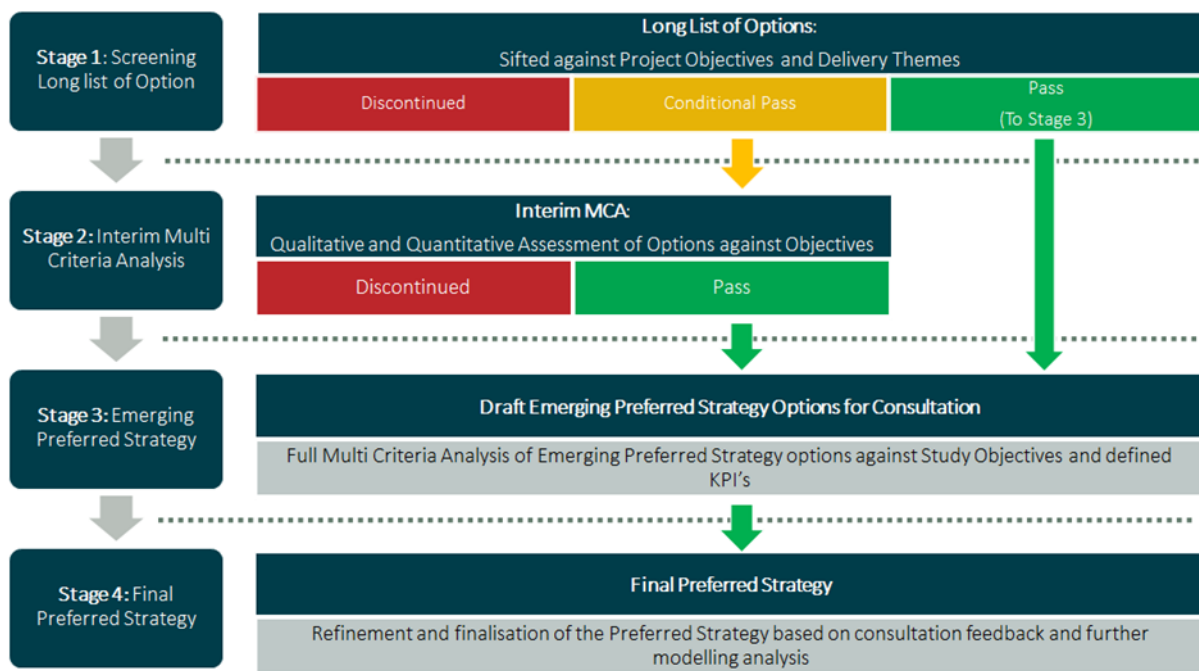 Stage 1: Screening
Long list of Option
Long List of Options:
Sifted against Project Objectives and Delivery Themes
Discontinued
Conditional Pass
Pass
(To Stage 3)
Stage 2: Interim Multi
Criteria Analysis
Interim MCA:
Qualitative and Quantitative Assessment of Options against Objectives
Discontinued
Pass
Stage 3: Emerging
Preferred Strategy
Draft Emerging Preferred Strategy Options for Consultation
Full Multi Criteria Analysis of Emerging Preferred Strategy options against Study Objectives and defined
KPI's
Stage 4: Final
Preferred Strategy
Final Preferred Strategy
Refinement and finalisation of the Preferred Strategy based on consultation feedback and further
modelling analysis